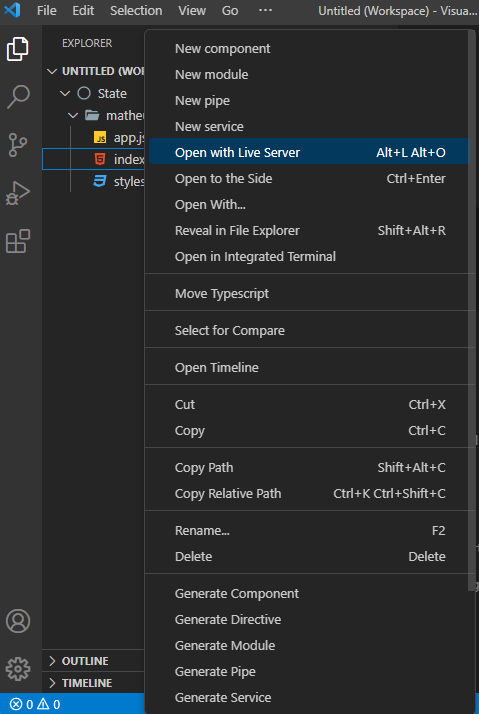 File Edit Selection View Go ··· Untitled (Workspace) - Visua...
EXPLORER
UNTITLED (WOR
State
matheu
JS app.js
index
styles
New component
New module
New pipe
New service
Open with Live Server Alt+L Alt+O
Open to the Side Ctrl+Enter
Open With...
Reveal in File Explorer Shift+Alt+R
Open in Integrated Terminal
Move Typescript
Select for Compare
Open Timeline
Cut Ctrl+X
Copy Ctrl+C
Copy Path Shift+Alt+C
Copy Relative Path Ctrl+K Ctrl+Shift+C
Rename... F2
Delete Delete
Generate Component
Generate Directive
Generate Module
Generate Pipe
Generate Service
OUTLINE
TIMELINE
0 0